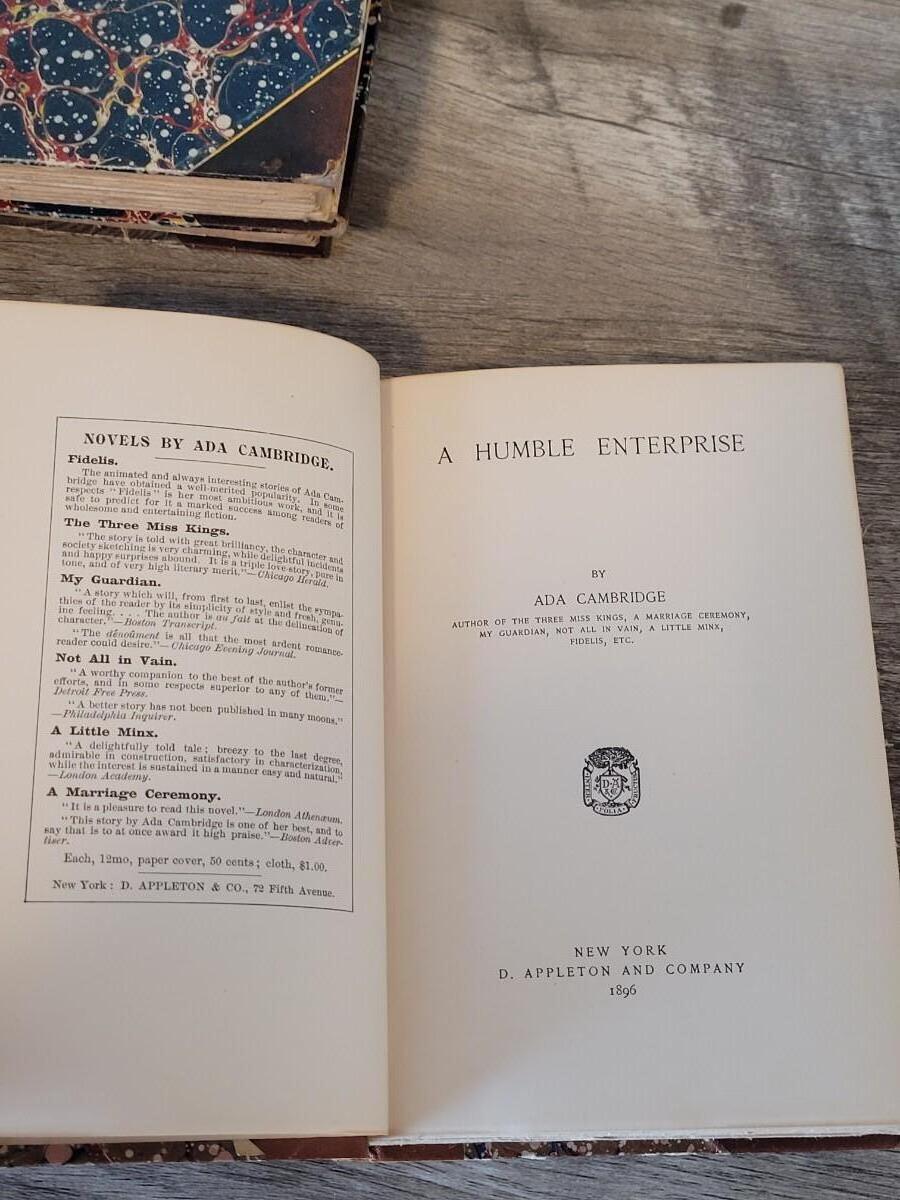 NOVELS BY ADA CAMBRIDGE.
Fidelis.
The animated and always interesting stories of Ada Cam-
bridge have obtained a well-merited popularity. In some
respects "Fidelis" is her most ambitious work, and it is
safe to predict for it a marked success among readers of
wholesome and entertaining fiction.
The Three Miss Kings.
"The story is told with great brilliancy, the character and
society sketching is very charming, while delightful incidents
and happy surprises abound. It is a triple love-story, pure in
tone, and of very high literary merit."—Chicago Herald.
My Guardian.
"A story which will, from first to last, enlist the sympa-
thies of the reader by its simplicity of style and fresh, genu-
ine feeling. . . . The author is au fait at the delineation of
character."—Boston Transcript.
"The dénoûment is all that the most ardent romance-
reader could desire."—Chicago Evening Journal.
Not All in Vain.
"A worthy companion to the best of the author's former
efforts, and in some respects superior to any of them."—
Detroit Free Press.
"A better story has not been published in many moons."
—Philadelphia Inquirer.
A Little Minx.
"A delightfully told tale; breezy to the last degree,
admirable in construction, satisfactory in characterization,
while the interest is sustained in a manner easy and natural."
—London Academy.
A Marriage Ceremony.
"It is a pleasure to read this novel."—London Athenæum.
"This story by Ada Cambridge is one of her best, and to
say that is to at once award it high praise."—Boston Adver-
tiser.
Each, 12mo, paper cover, 50 cents; cloth, $1.00.
New York: D. APPLETON & CO., 72 Fifth Avenue.
A HUMBLE ENTERPRISE
BY
ADA CAMBRIDGE
AUTHOR OF THE THREE MISS KINGS, A MARRIAGE CEREMONY,
MY GUARDIAN, NOT ALL IN VAIN, A LITTLE MINX,
FIDELIS, ETC.
INTER
FOLIA
FRUCTUS
D·A
NEW YORK
D. APPLETON AND COMPANY
1896